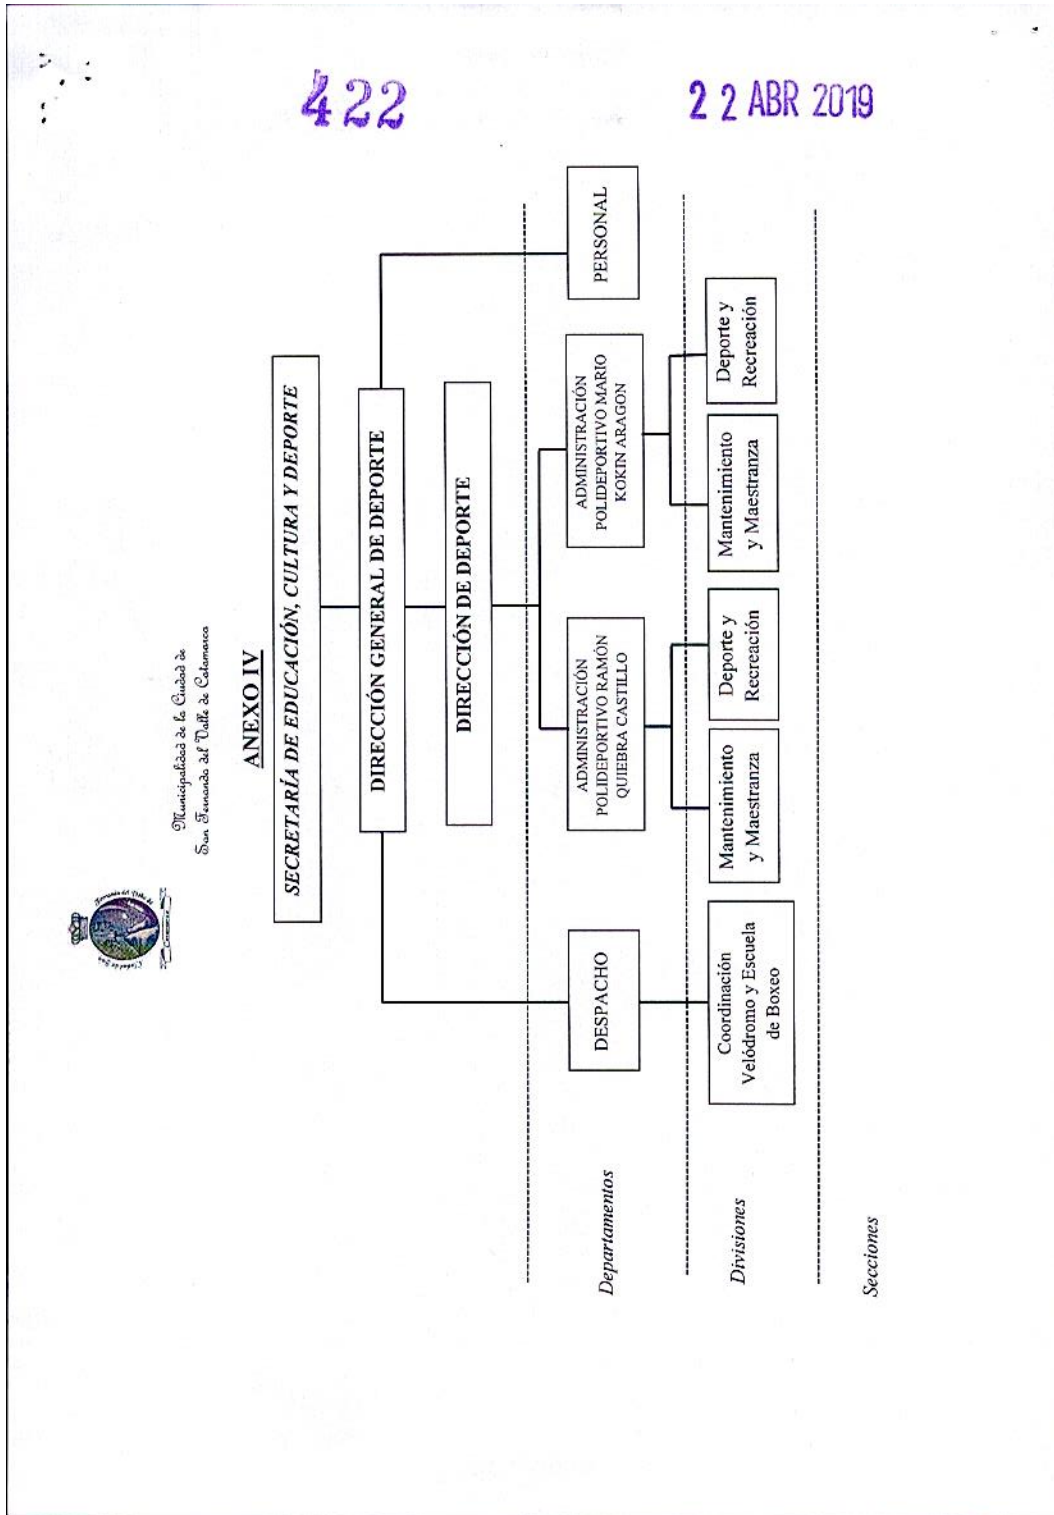 422
22 ABR 2019
Municipalidad de la Ciudad de
San Fernando del Valle de Catamarca
ANEXO IV
SECRETARÍA DE EDUCACIÓN, CULTURA Y DEPORTE
DIRECCIÓN GENERAL DE DEPORTE
DIRECCIÓN DE DEPORTE
Departamentos
DESPACHO
ADMINISTRACIÓN
POLIDEPORTIVO RAMÓN
QUIEBRA CASTILLO
ADMINISTRACIÓN
POLIDEPORTIVO MARIO
KOKIN ARAGON
PERSONAL
Divisiones
Coordinación
Velódromo y Escuela
de Boxeo
Mantenimiento
y Maestranza
Deporte y
Recreación
Mantenimiento
y Maestranza
Deporte y
Recreación
Secciones